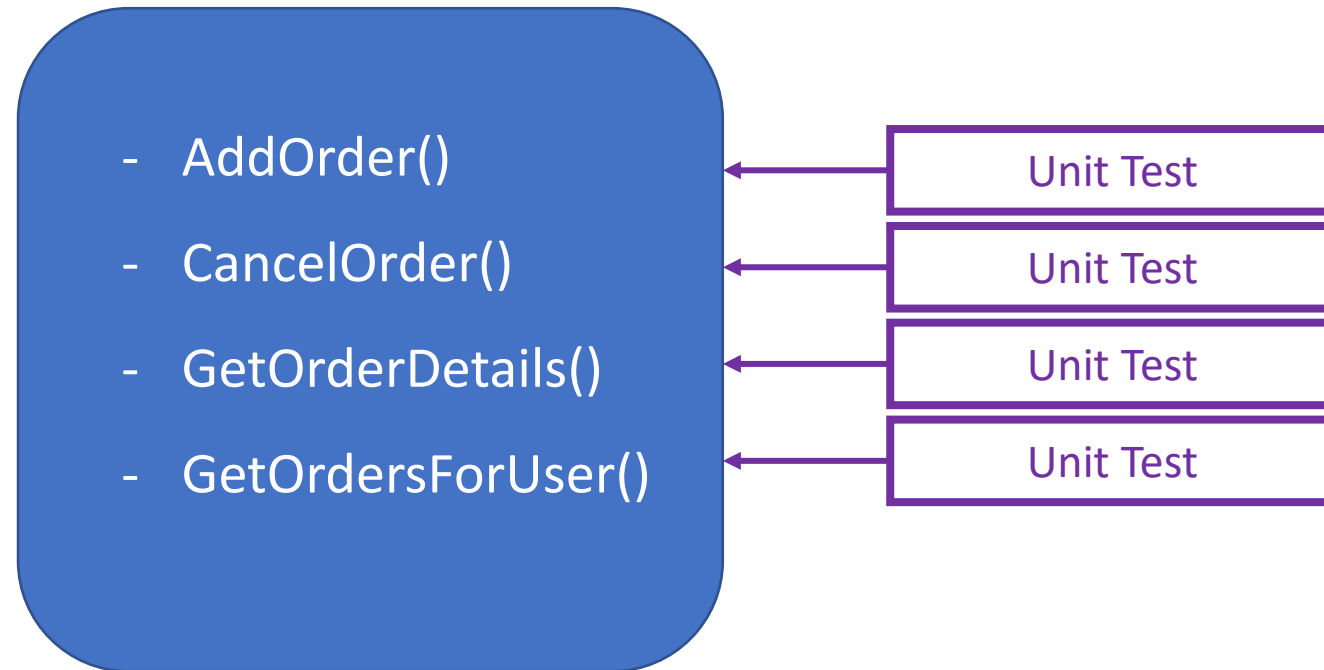 - AddOrder()
- CancelOrder()
- GetOrderDetails()
- GetOrdersForUser()
Unit Test
Unit Test
Unit Test
Unit Test